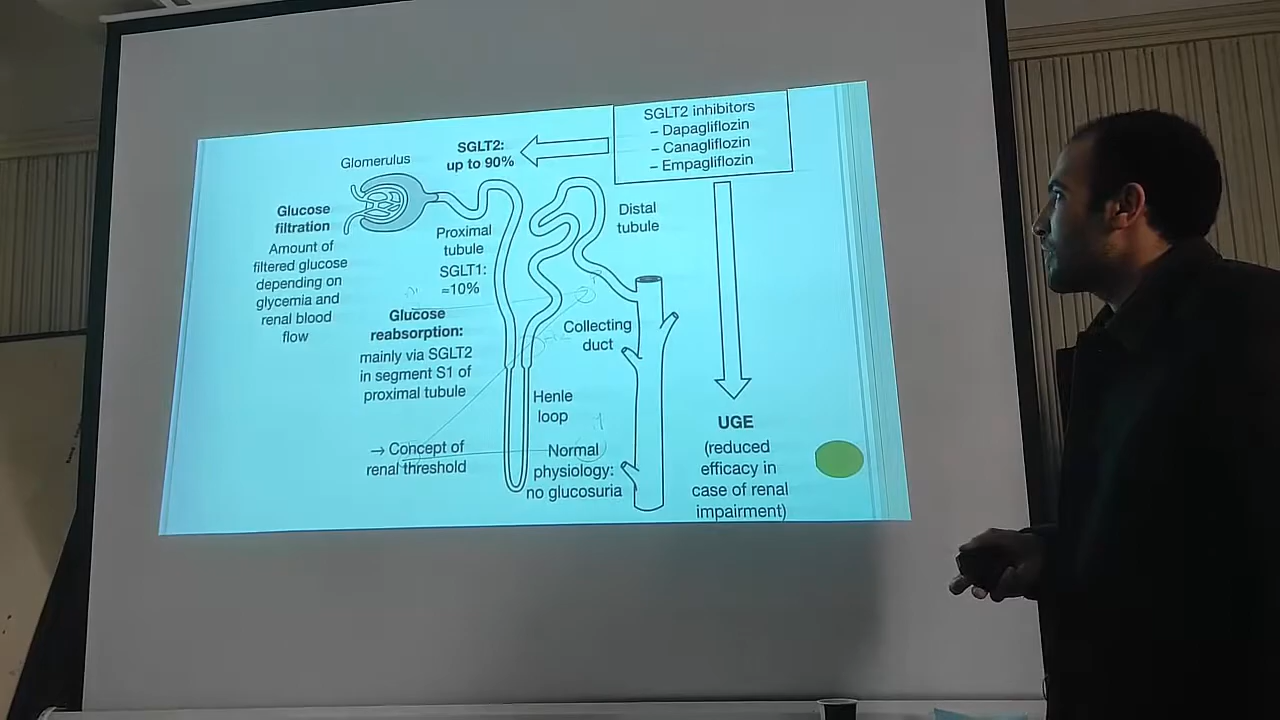 SGLT2 inhibitors
– Dapagliflozin
– Canagliflozin
– Empagliflozin
SGLT2:
up to 90%
Glomerulus
Glucose
filtration
Amount of
filtered glucose
depending on
glycemia and
renal blood
flow
Proximal
tubule
SGLT1:
≈10%
Distal
tubule
Glucose
reabsorption:
mainly via SGLT2
in segment S1 of
proximal tubule
Collecting
duct
Henle
loop
→ Concept of
renal threshold
Normal
physiology:
no glucosuria
UGE
(reduced
efficacy in
case of renal
impairment)